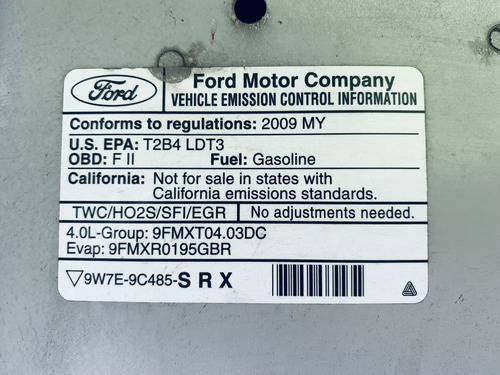 Ford
Ford Motor Company
VEHICLE EMISSION CONTROL INFORMATION
Conforms to regulations: 2009 MY
U.S. EPA: T2B4 LDT3
OBD: F II Fuel: Gasoline
California: Not for sale in states with
California emissions standards.
TWC/HO2S/SFI/EGR No adjustments needed.
4.0L-Group: 9FMXT04.03DC
Evap: 9FMXR0195GBR
▽9W7E-9C485-S R X